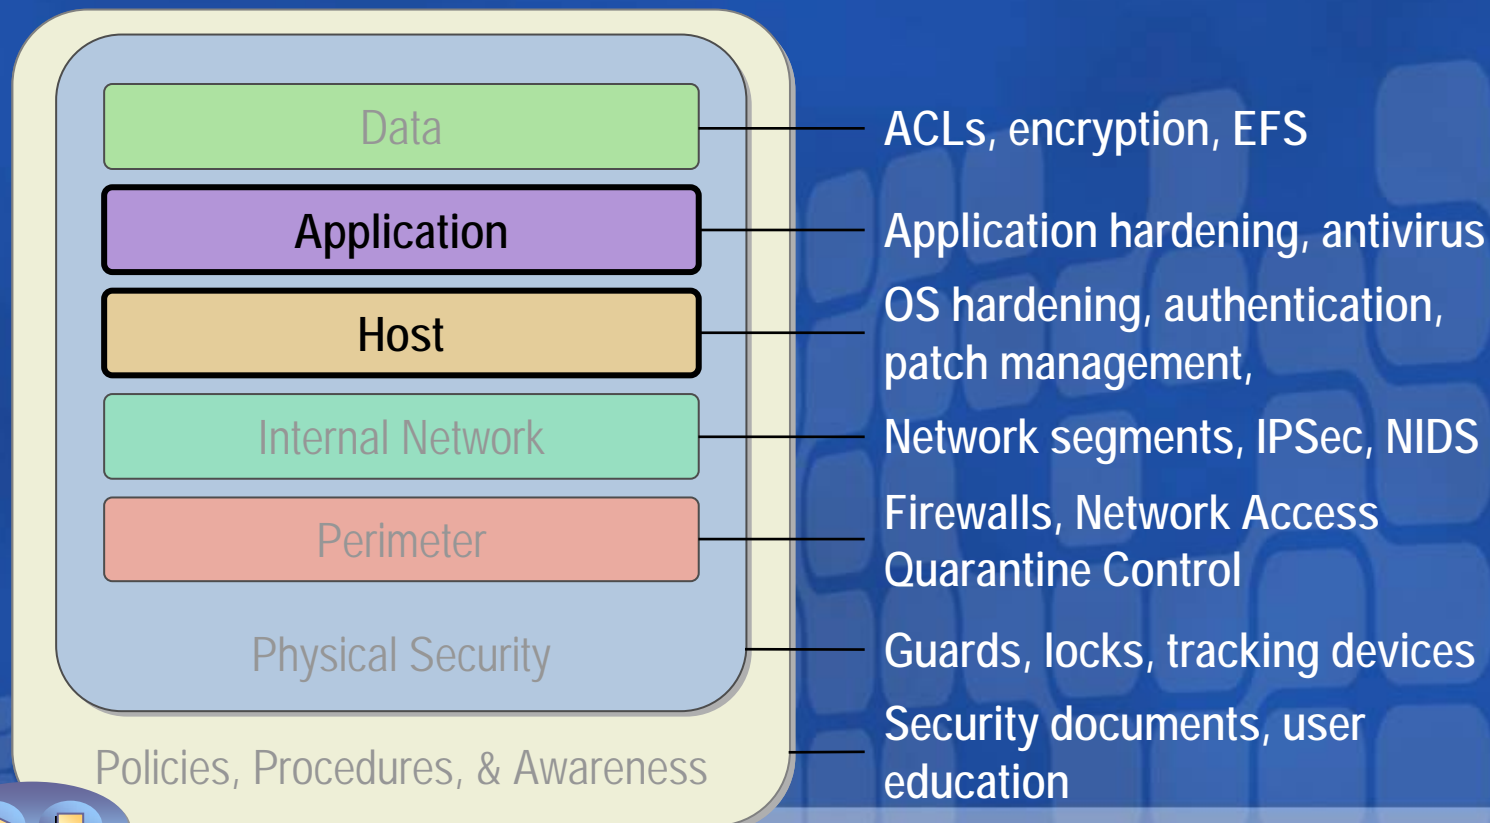 Data
ACLs, encryption, EFS
Application
Application hardening, antivirus
Host
OS hardening, authentication,
patch management,
Internal Network
Network segments, IPSec, NIDS
Perimeter
Firewalls, Network Access
Quarantine Control
Physical Security
Guards, locks, tracking devices
Policies, Procedures, & Awareness
Security documents, user
education